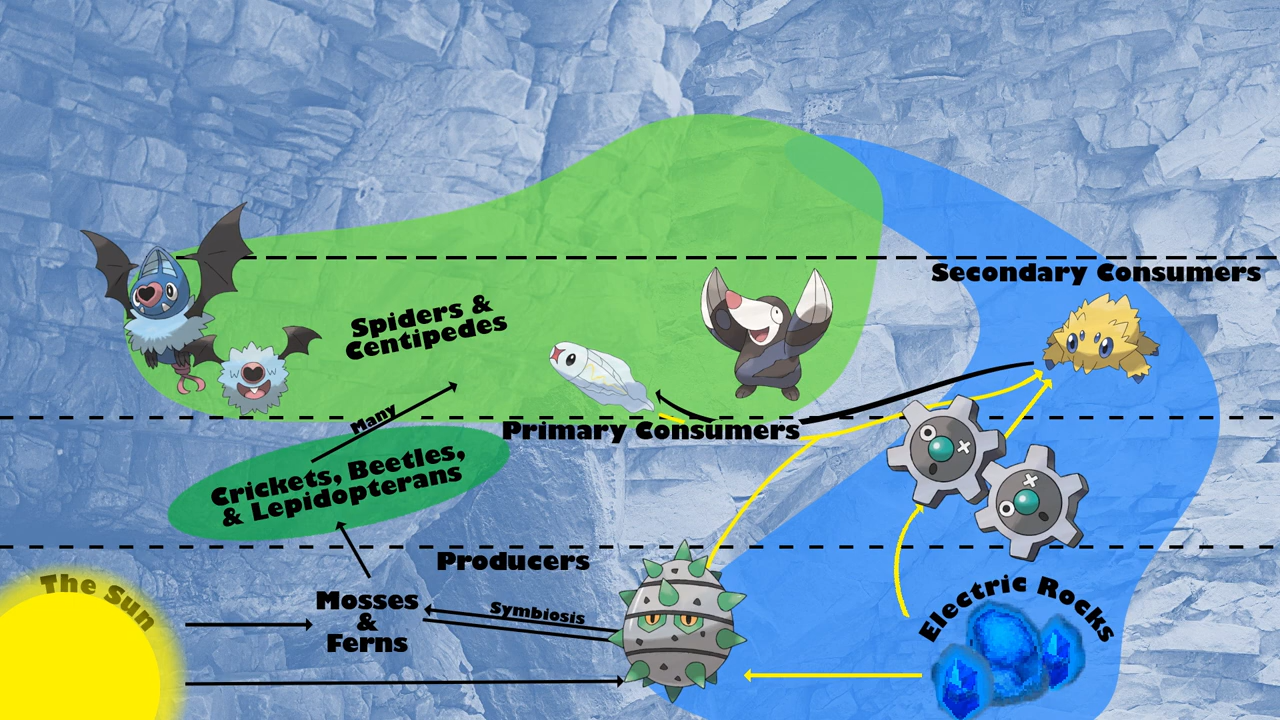 Secondary Consumers
Spiders &
Centipedes
Many
Primary Consumers
Crickets, Beetles,
& Lepidopterans
Producers
The Sun
Mosses
&
Ferns
Symbiosis
Electric Rocks